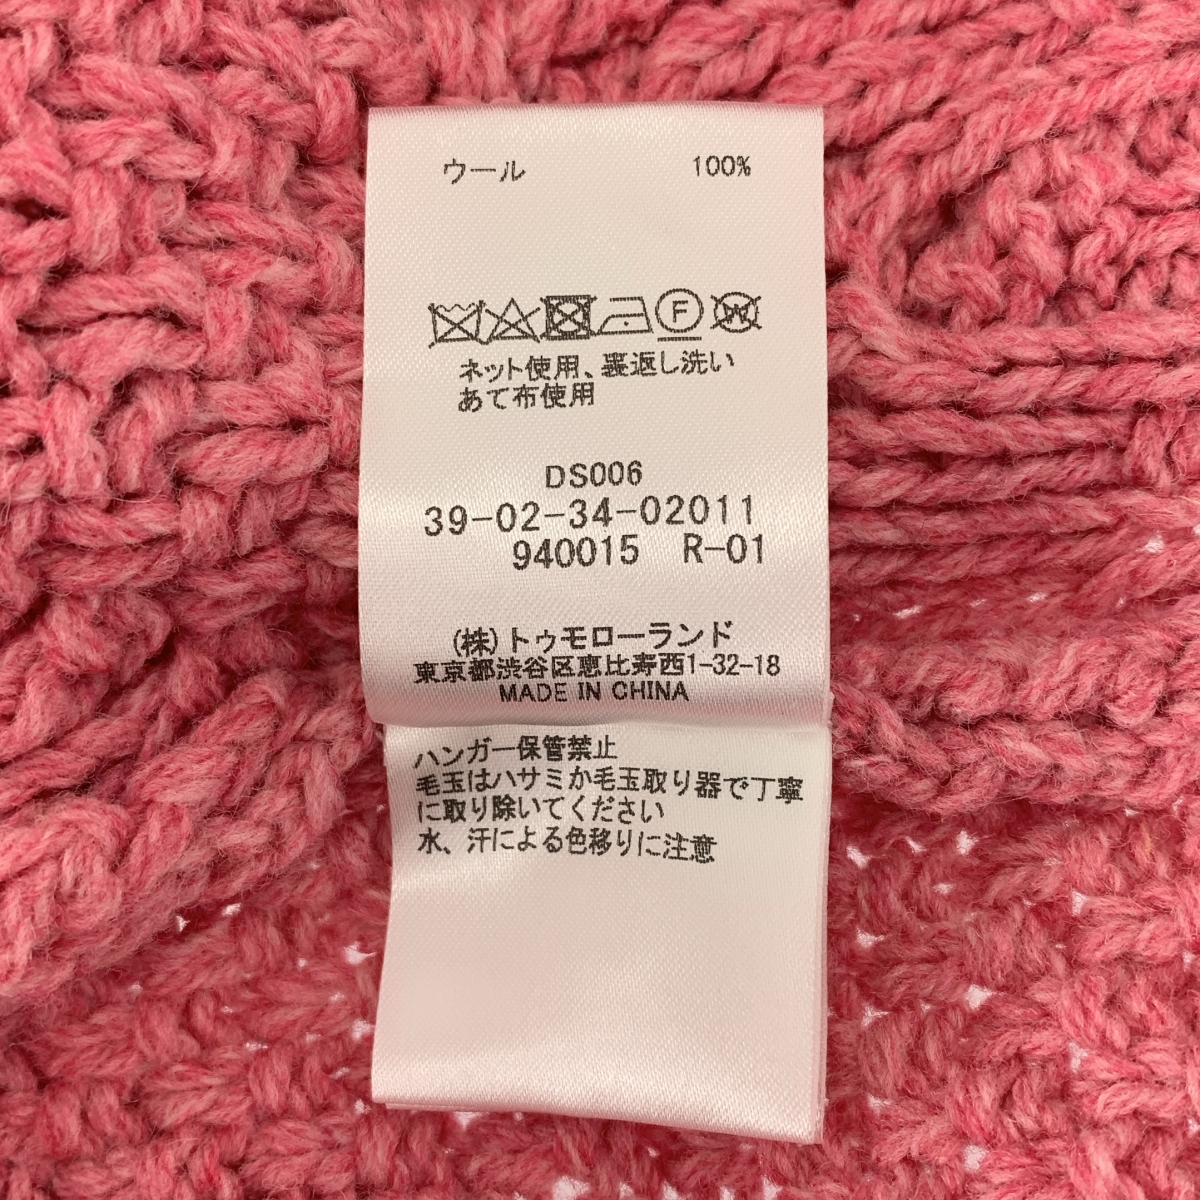 ウール 100%
F W
ネット使用、裏返し洗い
あて布使用
DS006
39-02-34-02011
940015 R-01
(株)トゥモローランド
東京都渋谷区恵比寿西1-32-18
MADE IN CHINA
ハンガー保管禁止
毛玉はハサミか毛玉取り器で丁寧
に取り除いてください
水、汗による色移りに注意